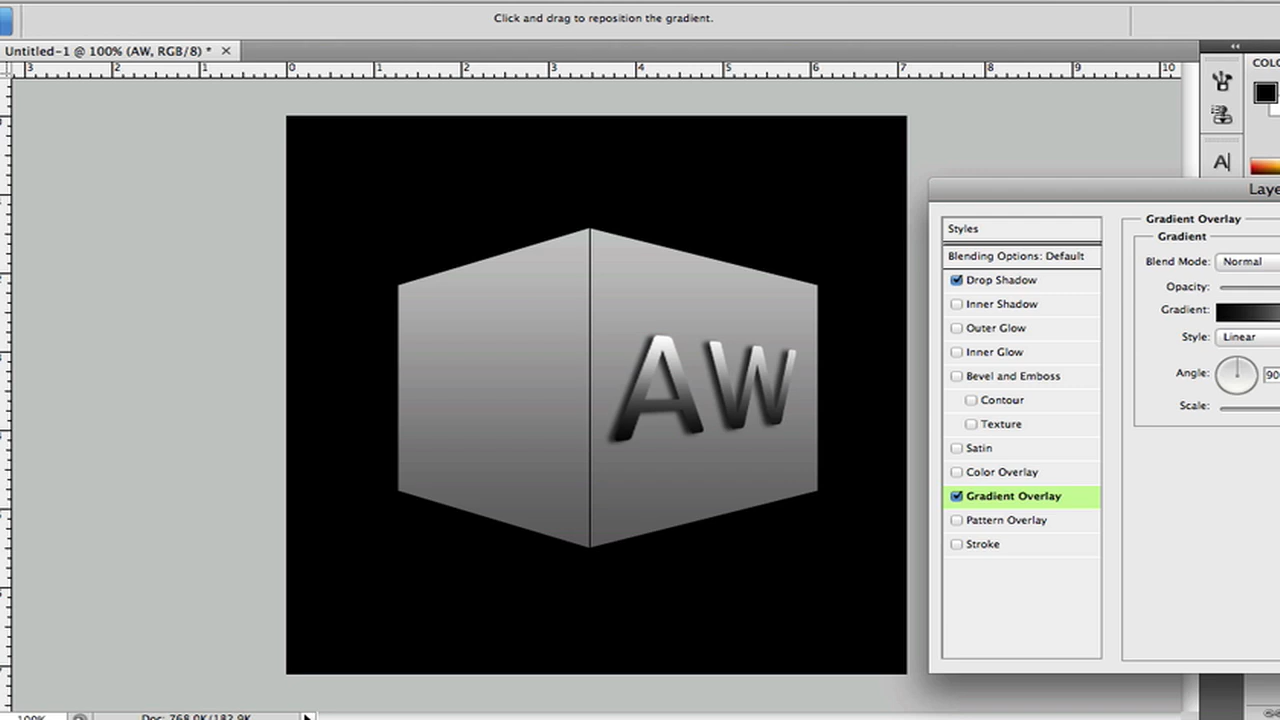 Click and drag to reposition the gradient.
Untitled-1 @ 100% (AW, RGB/8) * ×
3 2 1 0 1 2 3 4 5 6 7 8 9 10
COLO
A|
Laye
Styles
Blending Options: Default
Drop Shadow
Inner Shadow
Outer Glow
Inner Glow
Bevel and Emboss
Contour
Texture
Satin
Color Overlay
Gradient Overlay
Pattern Overlay
Stroke
Gradient Overlay
Gradient
Blend Mode: Normal
Opacity:
Gradient:
Style: Linear
Angle: 90
Scale:
AW
100% Doc: 768.0K/182.9K